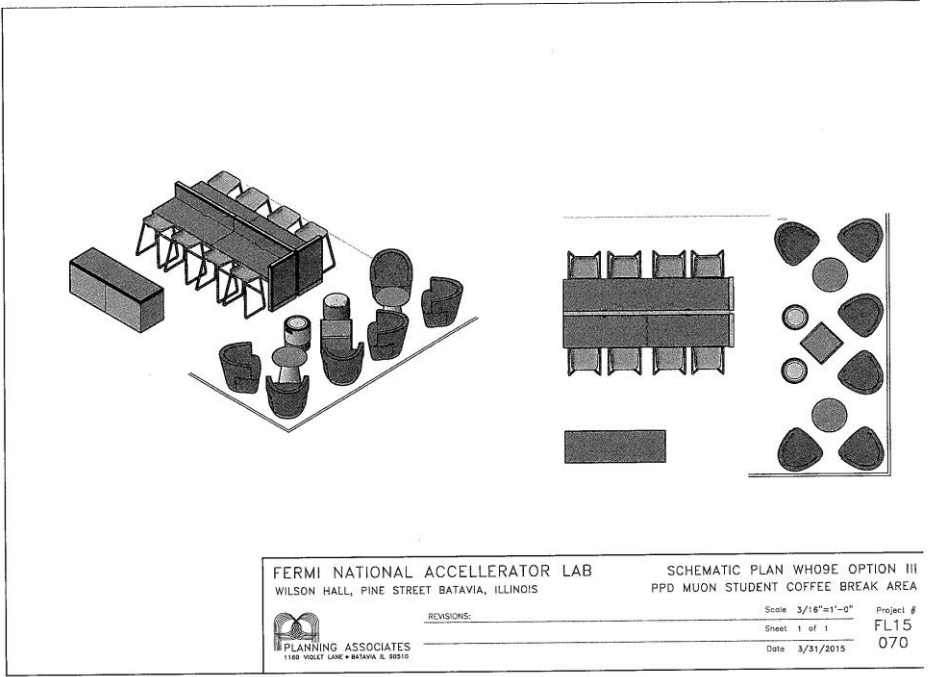 FERMI NATIONAL ACCELLERATOR LAB
WILSON HALL, PINE STREET BATAVIA, ILLINOIS
SCHEMATIC PLAN WH09E OPTION III
PPD MUON STUDENT COFFEE BREAK AREA
REVISIONS:
Scale 3/16"=1'-0"
Sheet 1 of 1
Date 3/31/2015
Project #
FL15
070
PLANNING ASSOCIATES
1160 VIOLET LANE • BATAVIA IL 60510